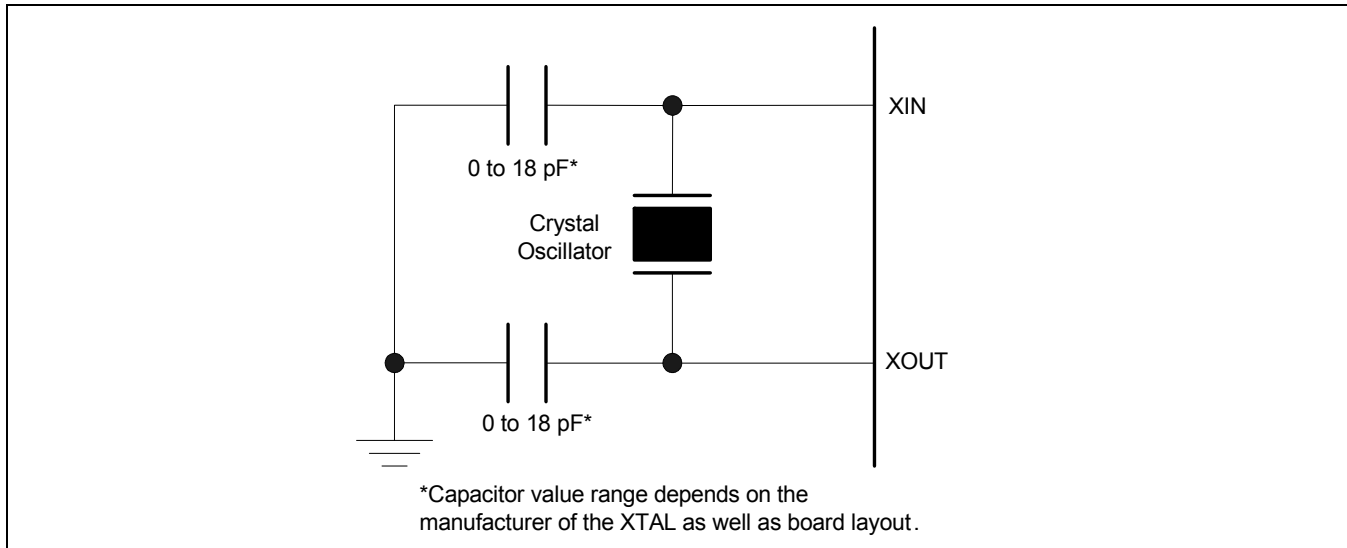 XIN
0 to 18 pF*
Crystal
Oscillator
XOUT
0 to 18 pF*
*Capacitor value range depends on the
manufacturer of the XTAL as well as board layout.